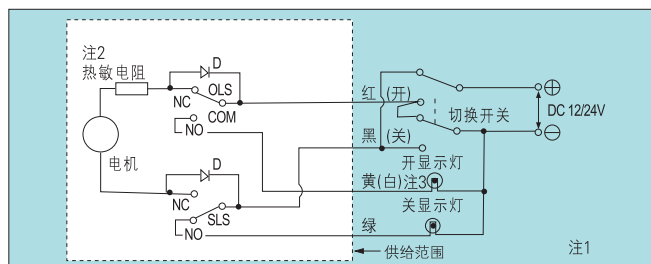 注2
热敏电阻
D
OLS
NC
COM
NO
电机
D
NC
SLS
NO
红 (开)
黑 (关)
黄(白)注3
绿
切换开关
DC 12/24V
开显示灯
关显示灯
供给范围
注1